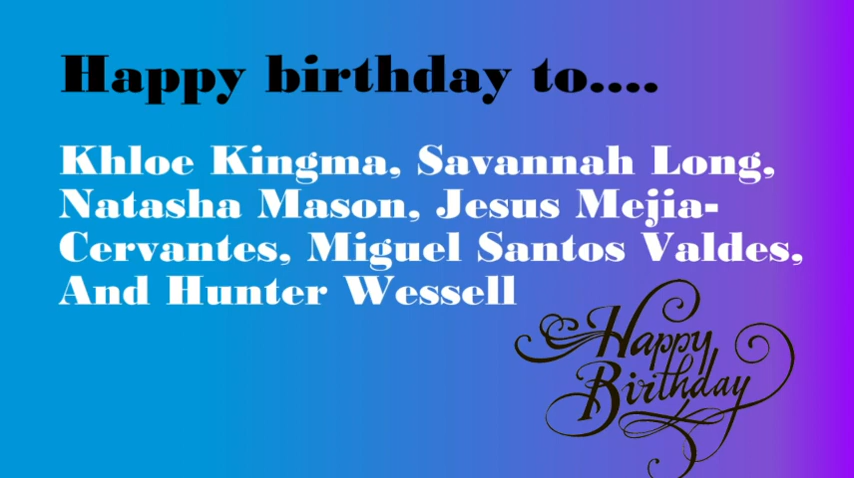 Happy birthday to....
Khloe Kingma, Savannah Long,
Natasha Mason, Jesus Mejia-
Cervantes, Miguel Santos Valdes,
And Hunter Wessell
Happy
Birthday